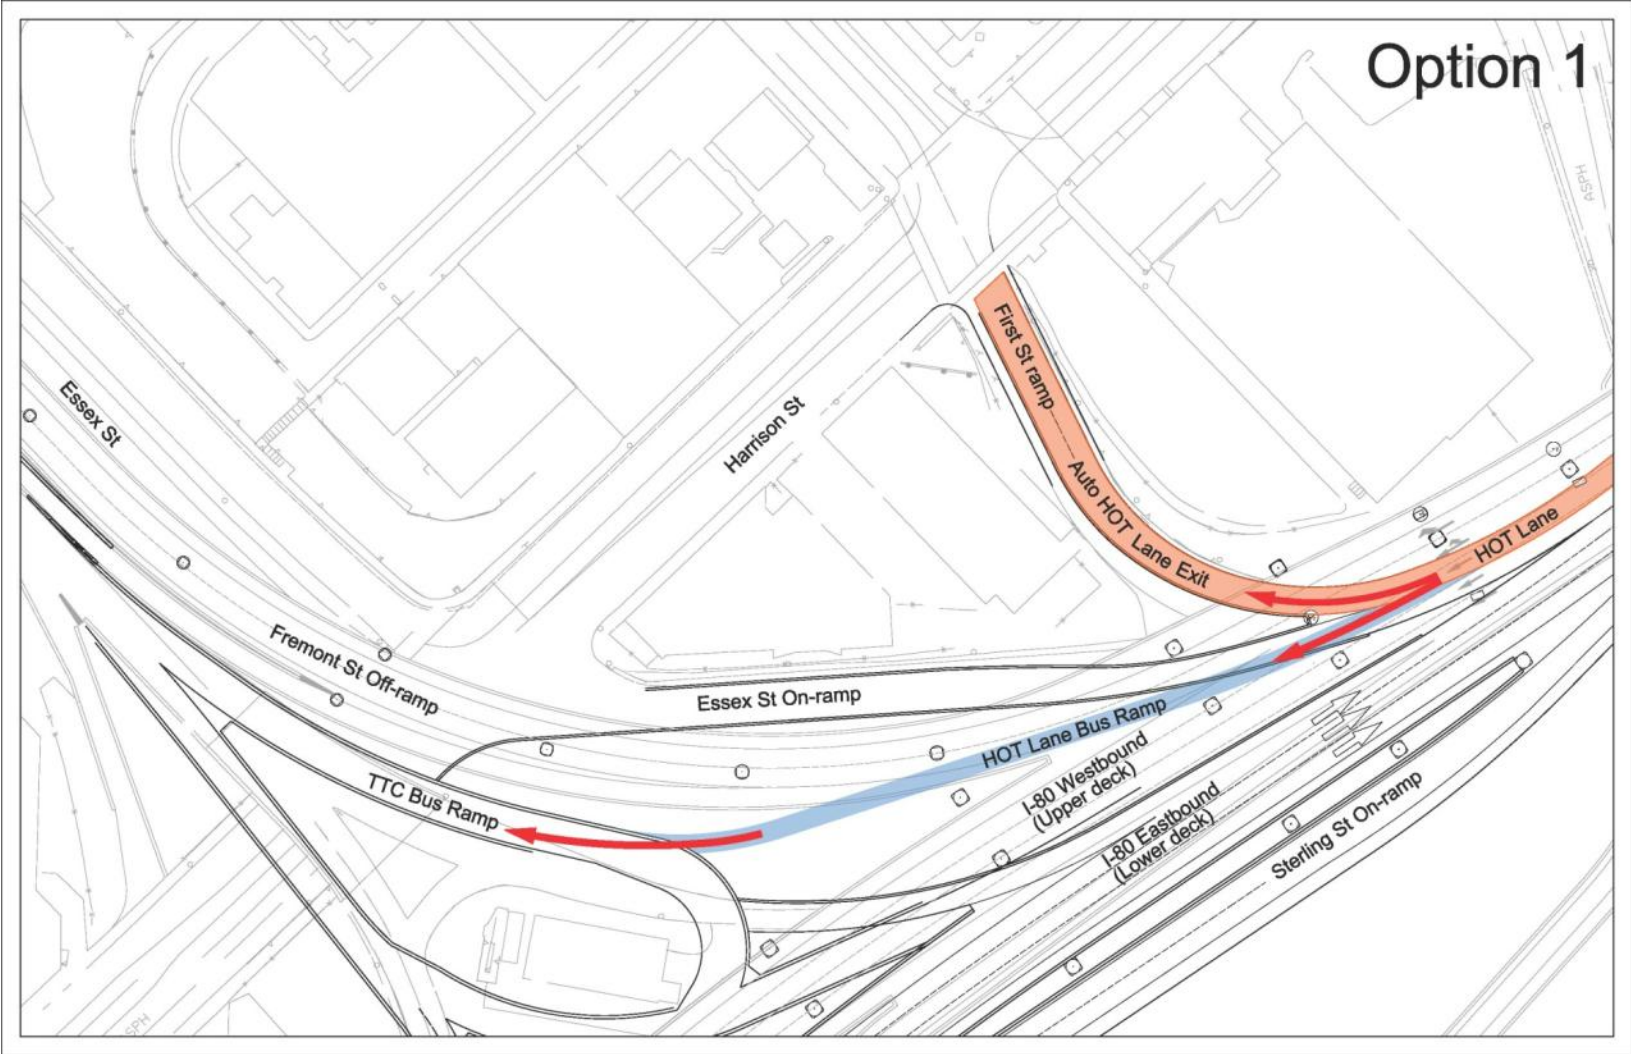 Option 1
ASPH
First St ramp
Essex St
Harrison St
Auto HOT Lane Exit
HOT Lane
Fremont St Off-ramp
Essex St On-ramp
HOT Lane Bus Ramp
TTC Bus Ramp
I-80 Westbound
(Upper deck)
I-80 Eastbound
(Lower deck)
Sterling St On-ramp
SPH